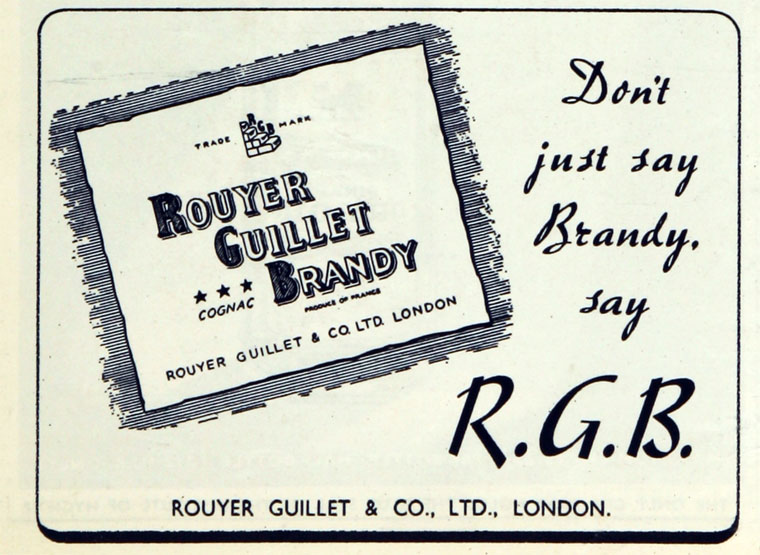 TRADE RGB MARK
ROUYER
GUILLET
BRANDY
★ ★ ★
COGNAC
PRODUCE OF FRANCE
ROUYER GUILLET & CO. LTD. LONDON
Don't
just say
Brandy,
say
R.G.B.
ROUYER GUILLET & CO., LTD., LONDON.